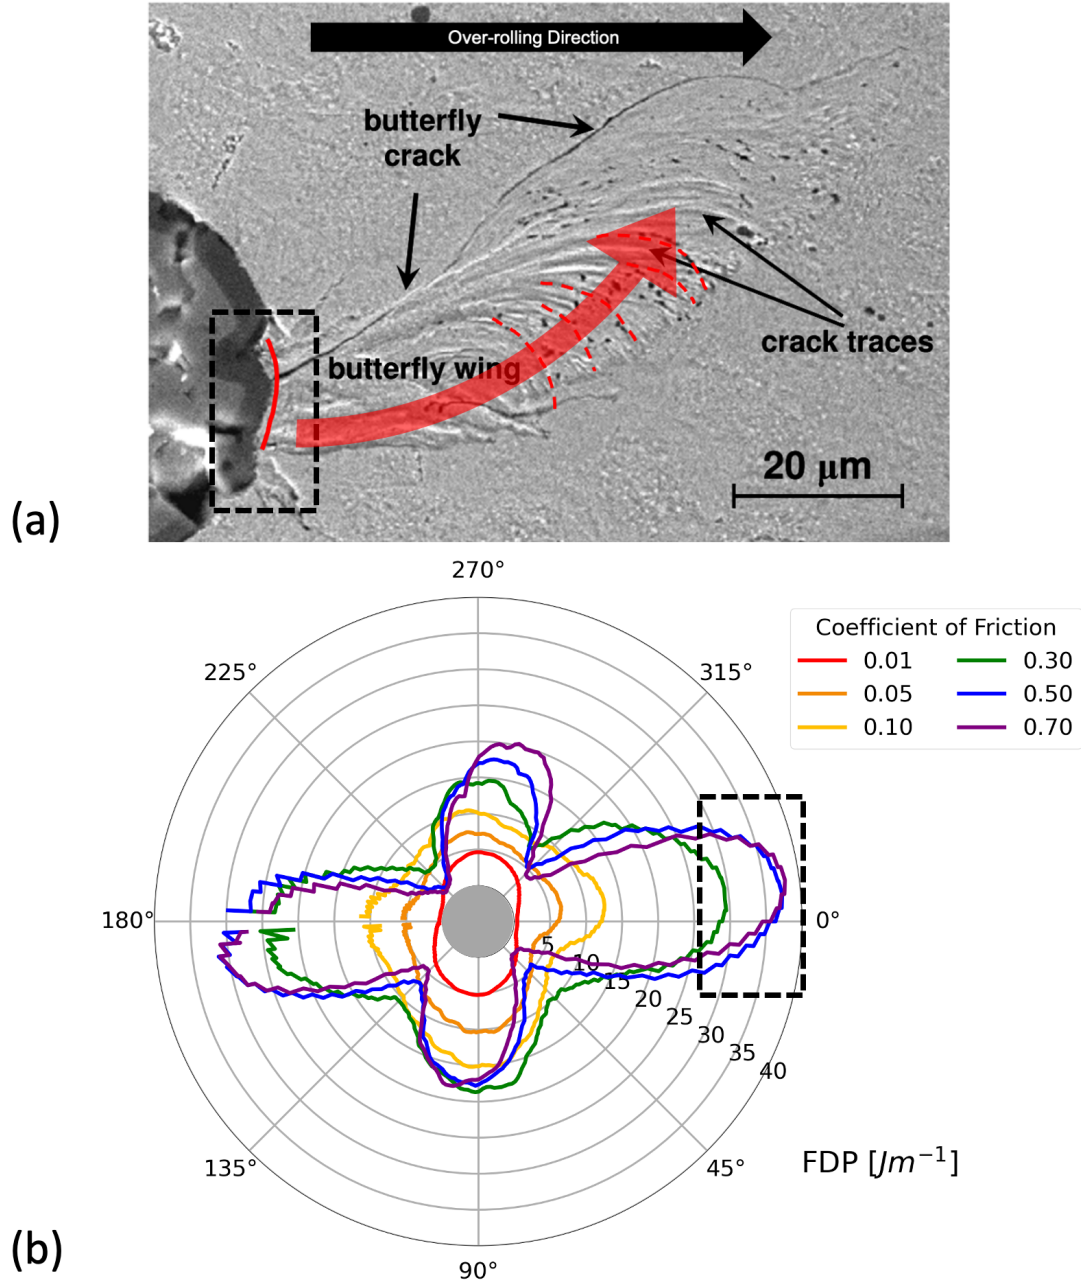 Over-rolling Direction
butterfly
crack
butterfly wing
crack traces
20 μm
(a)
270°
225°
315°
Coefficient of Friction
0.01
0.30
0.05
0.50
0.10
0.70
180°
0°
5
10
15
20
25
30
35
40
135°
45°
FDP [Jm⁻¹]
90°
(b)